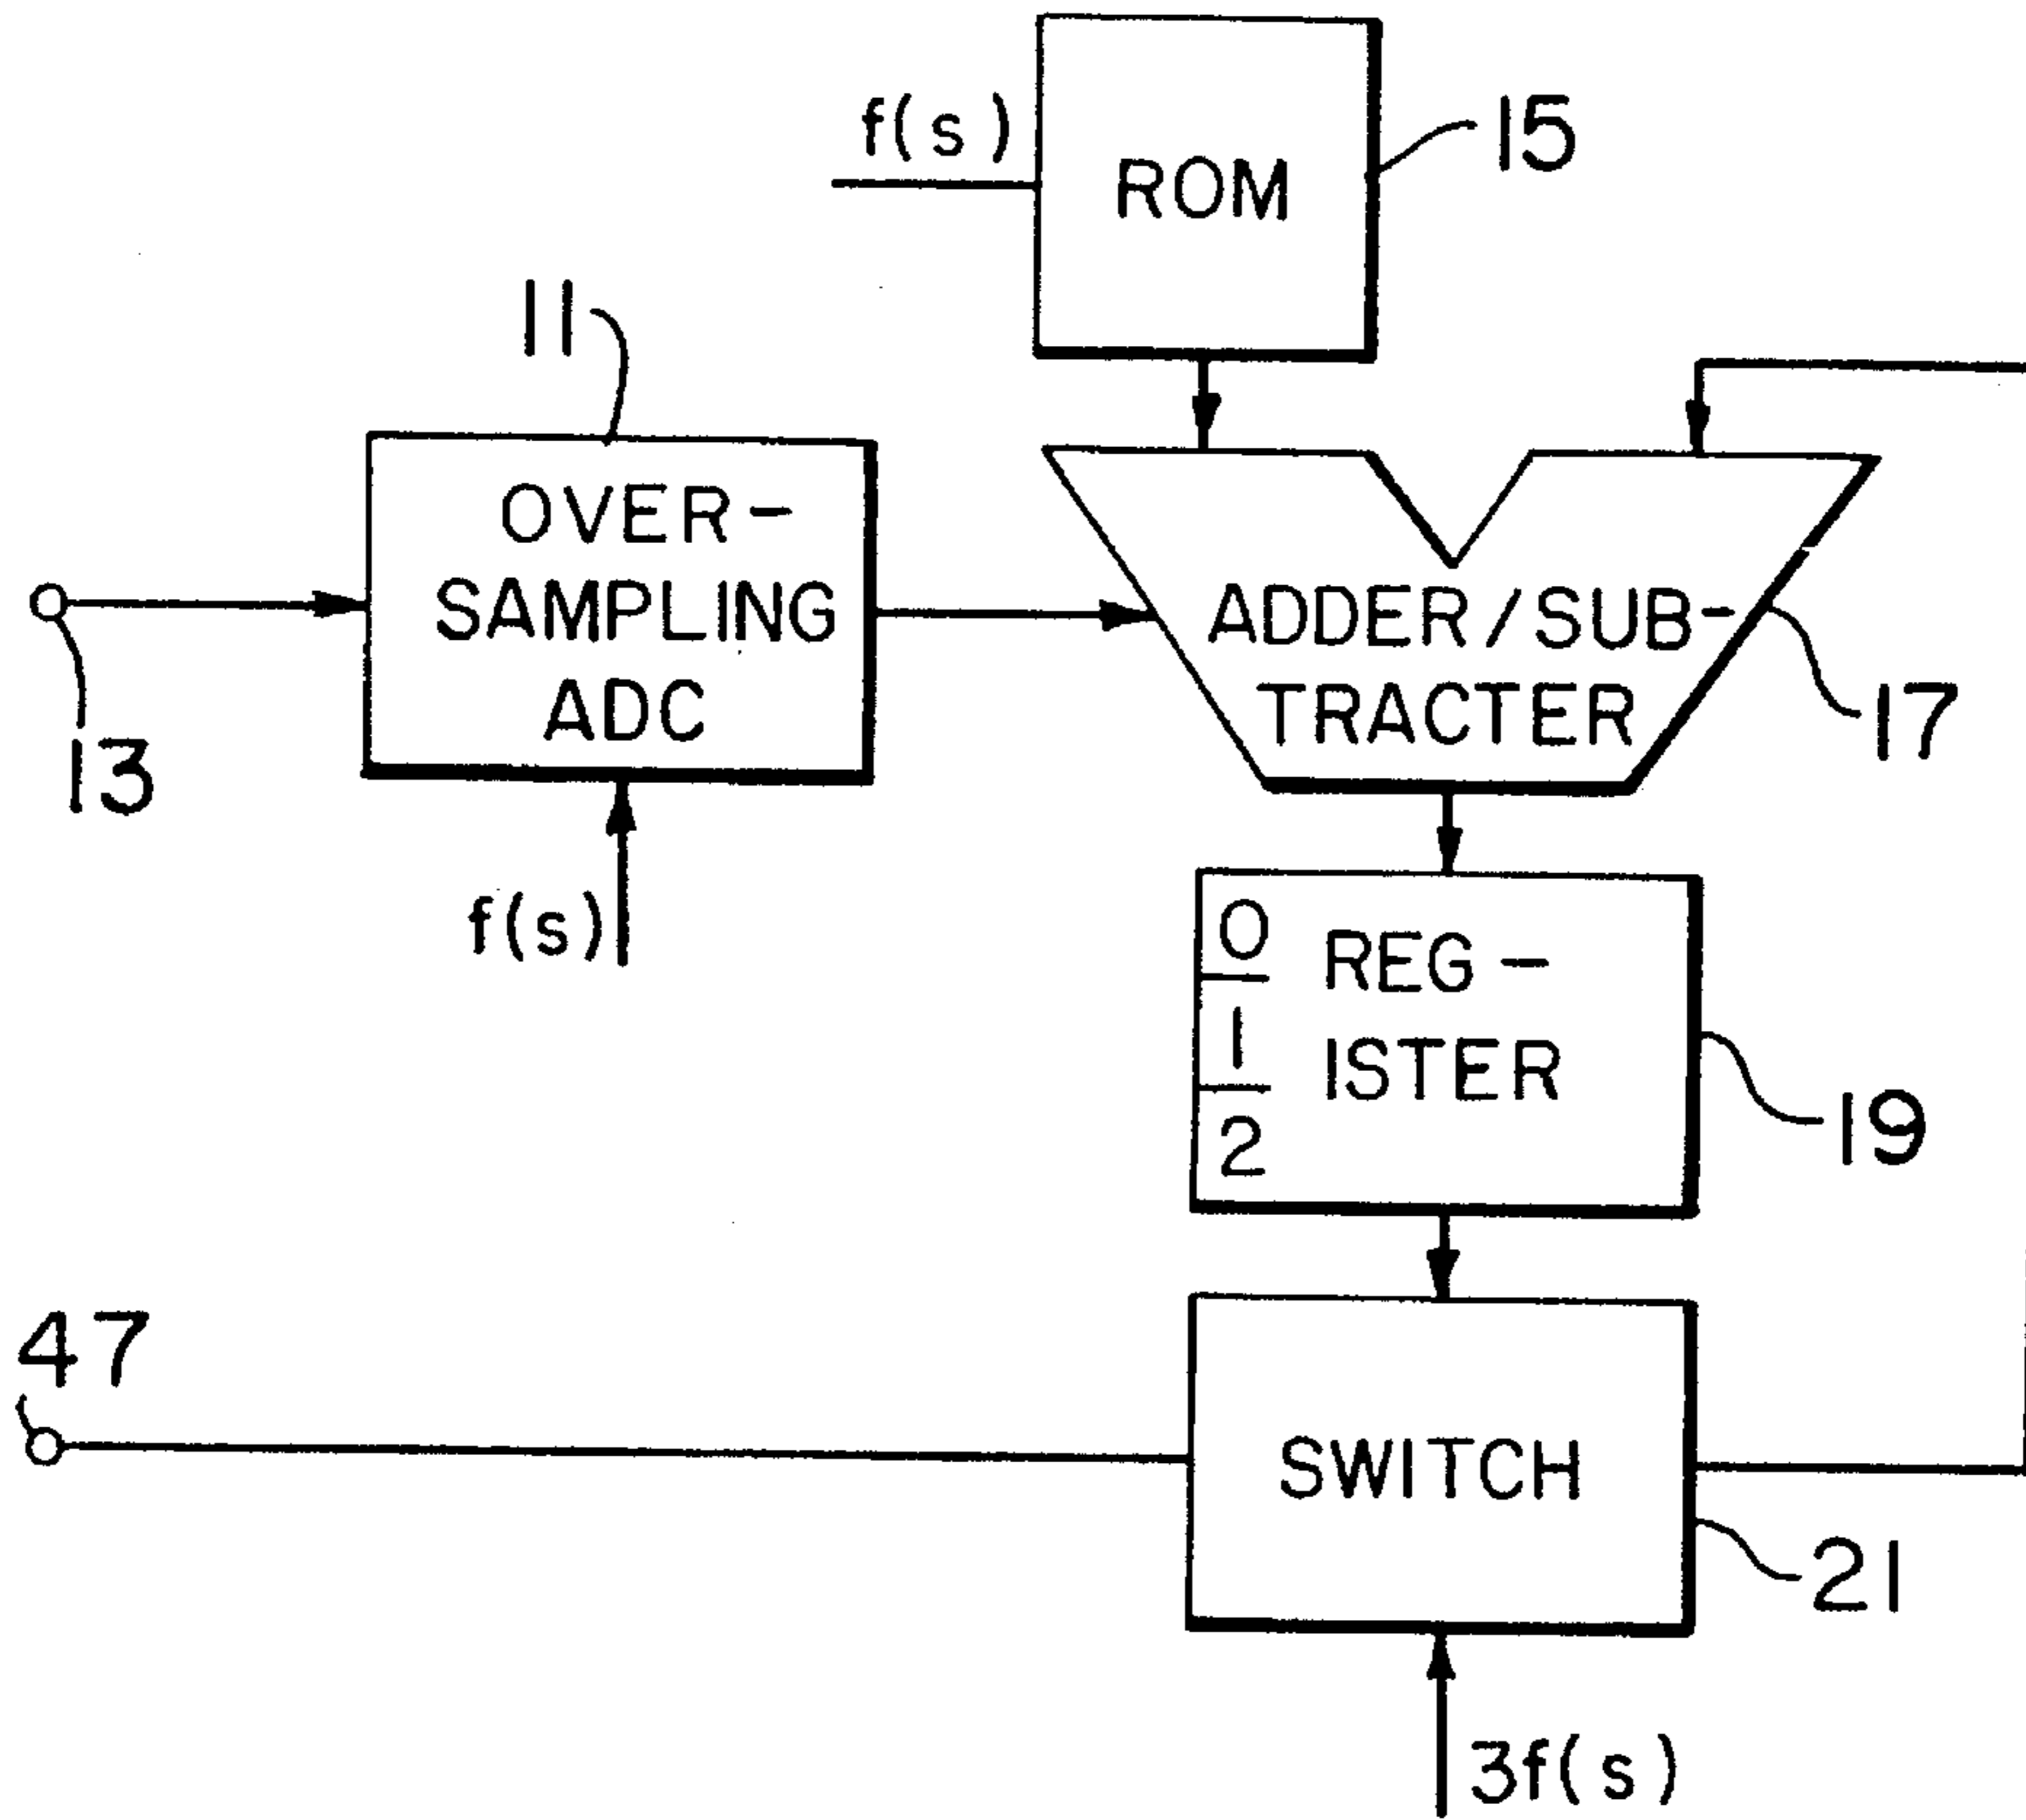 f(s)
ROM
15
11
OVER-
SAMPLING
ADC
13
f(s)
ADDER/SUB-
TRACTER
17
0
1
2
REG-
ISTER
19
47
SWITCH
21
3f(s)